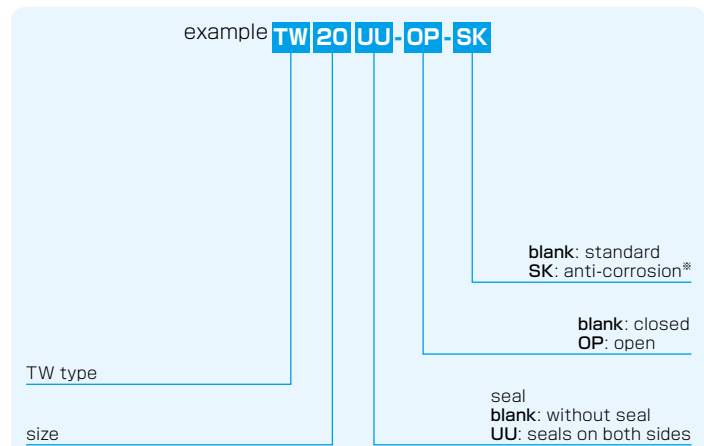 example TW 20 UU - OP - SK
blank: standard
SK: anti-corrosion※
blank: closed
OP: open
TW type
seal
blank: without seal
size
UU: seals on both sides